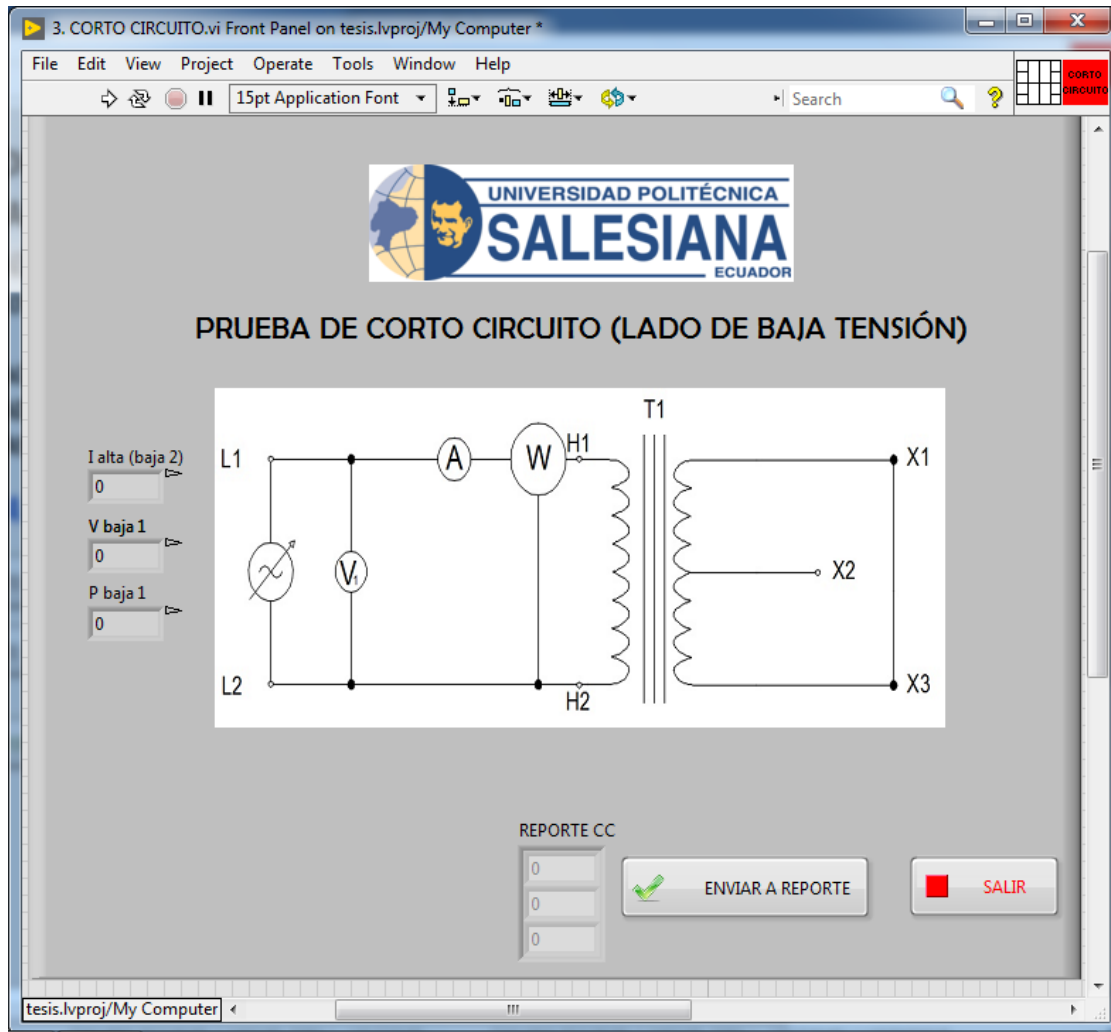 3. CORTO CIRCUITO.vi Front Panel on tesis.lvproj/My Computer *
File Edit View Project Operate Tools Window Help
15pt Application Font
Search
CORTO
CIRCUITO
UNIVERSIDAD POLITÉCNICA
SALESIANA
ECUADOR
PRUEBA DE CORTO CIRCUITO (LADO DE BAJA TENSIÓN)
I alta (baja 2)
0
V baja 1
0
P baja 1
0
T1
L1
A
W
H1
X1
V1
X2
L2
H2
X3
REPORTE CC
0
0
0
ENVIAR A REPORTE
SALIR
tesis.lvproj/My Computer